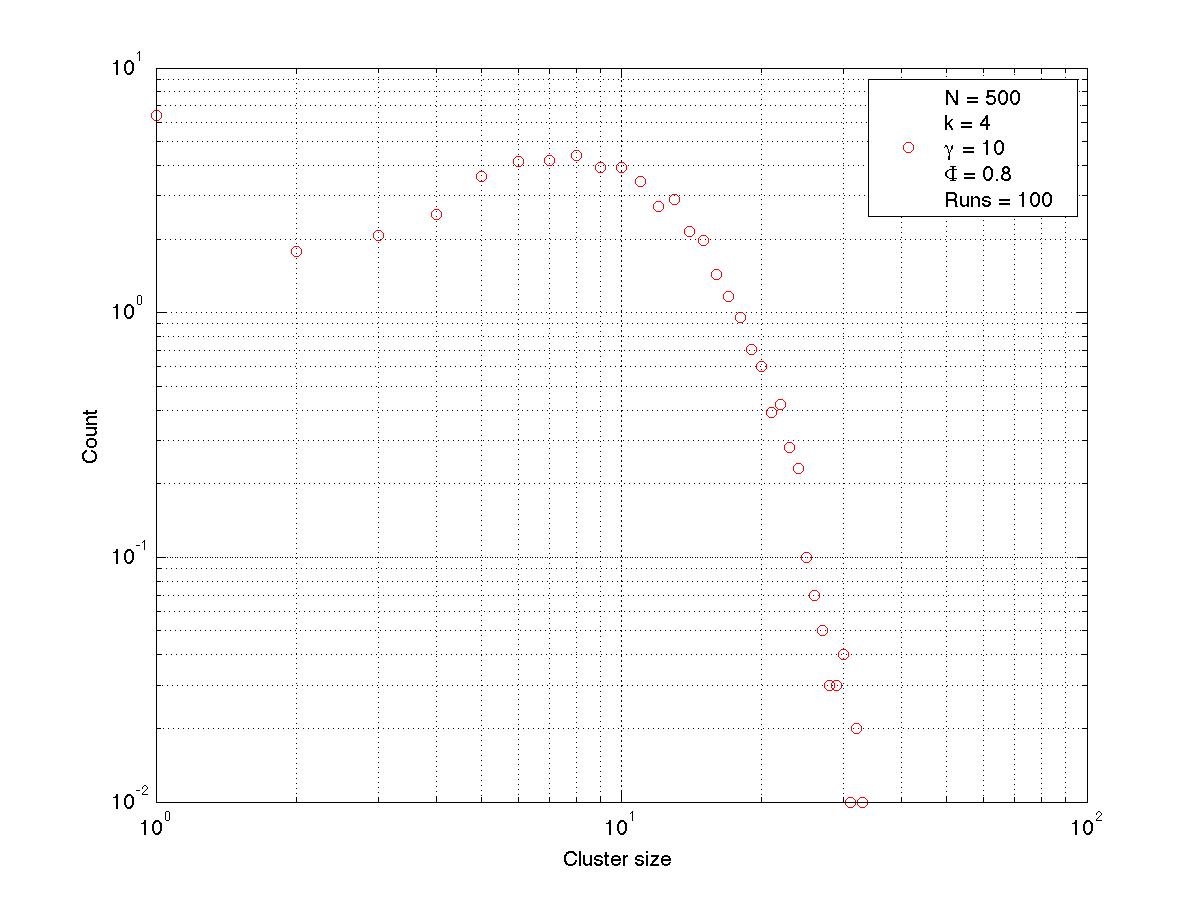 10^1
10^0
10^-1
10^-2
Count
N = 500
k = 4
γ = 10
Φ = 0.8
Runs = 100
10^0
10^1
10^2
Cluster size